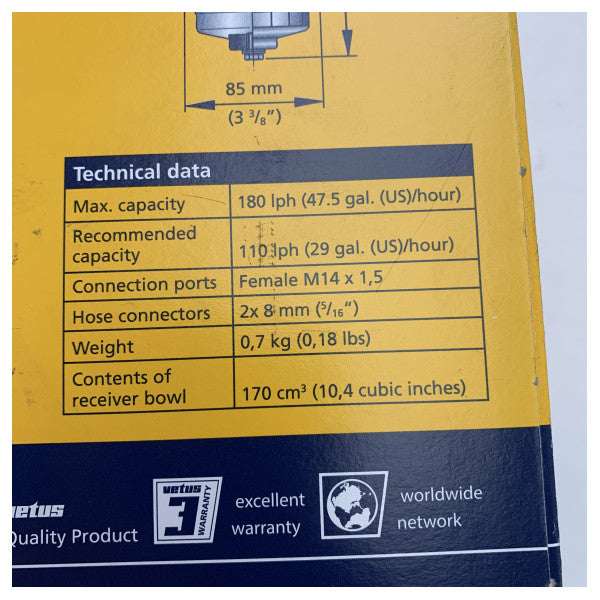 85 mm
(3 3/8")
Technical data
Max. capacity 180 lph (47.5 gal. (US)/hour)
Recommended
capacity 110 lph (29 gal. (US)/hour)
Connection ports Female M14 x 1,5
Hose connectors 2x 8 mm (5/16")
Weight 0,7 kg (0,18 lbs)
Contents of
receiver bowl 170 cm³ (10,4 cubic inches)
vetus
Quality Product
vetus
3
WARRANTY
excellent
warranty
worldwide
network